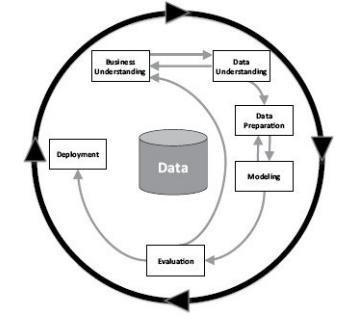 Business
Understanding
Data
Understanding
Data
Preparation
Modeling
Data
Deployment
Evaluation